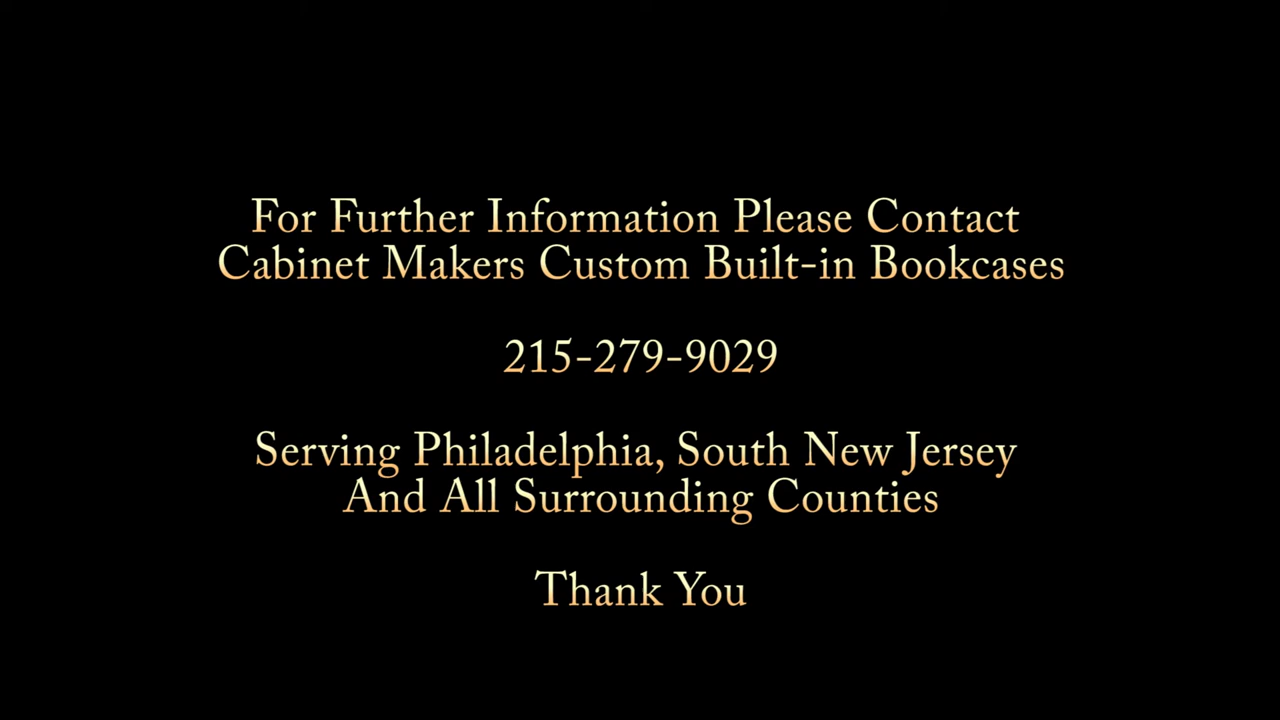 For Further Information Please Contact
Cabinet Makers Custom Built-in Bookcases
215-279-9029
Serving Philadelphia, South New Jersey
And All Surrounding Counties
Thank You